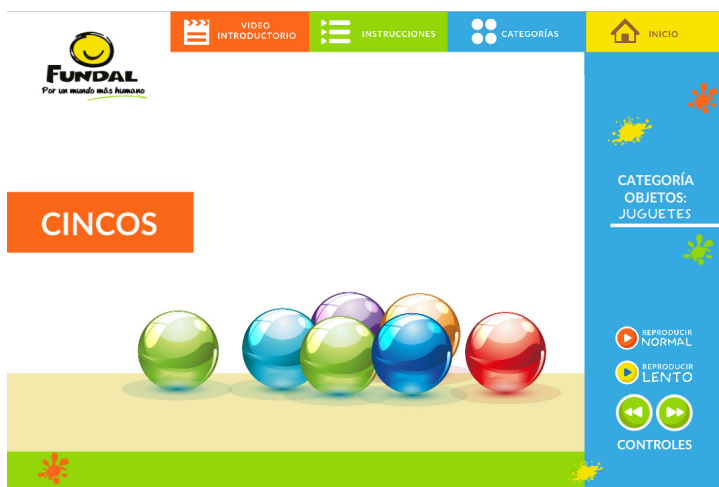 VIDEO
INTRODUCTORIO
INSTRUCCIONES
CATEGORÍAS
INICIO
FUNDAL
Por un mundo más humano
CINCOS
CATEGORÍA
OBJETOS:
JUGUETES
REPRODUCIR
NORMAL
REPRODUCIR
LENTO
CONTROLES